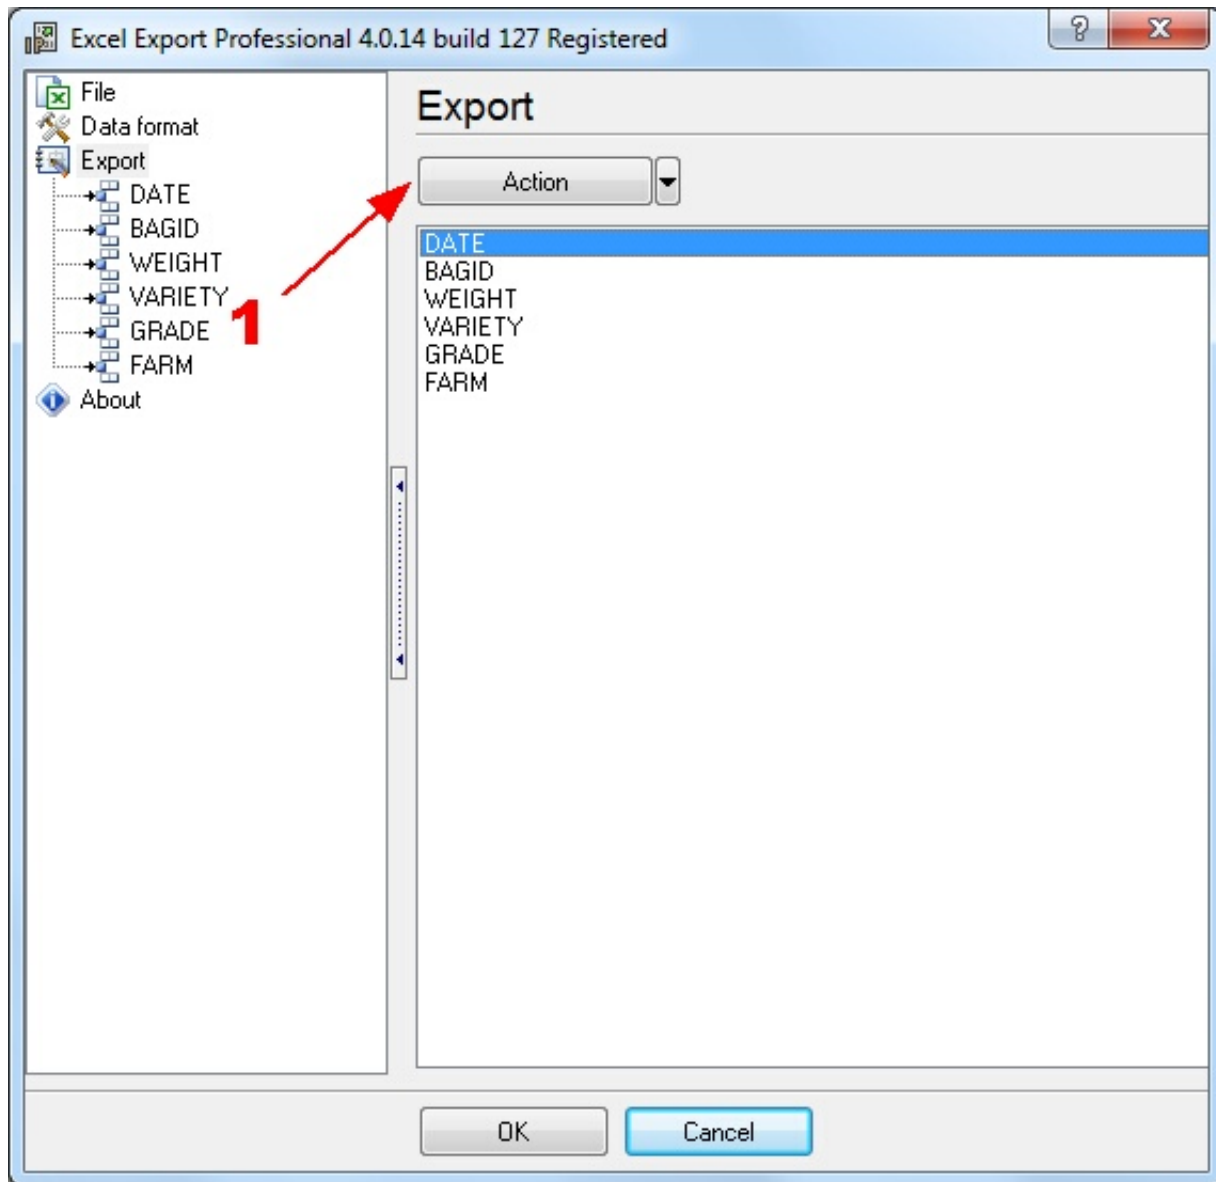 Excel Export Professional 4.0.14 build 127 Registered
File
Data format
Export
DATE
BAGID
WEIGHT
VARIETY
GRADE
FARM
About
1
Export
Action
DATE
BAGID
WEIGHT
VARIETY
GRADE
FARM
OK
Cancel